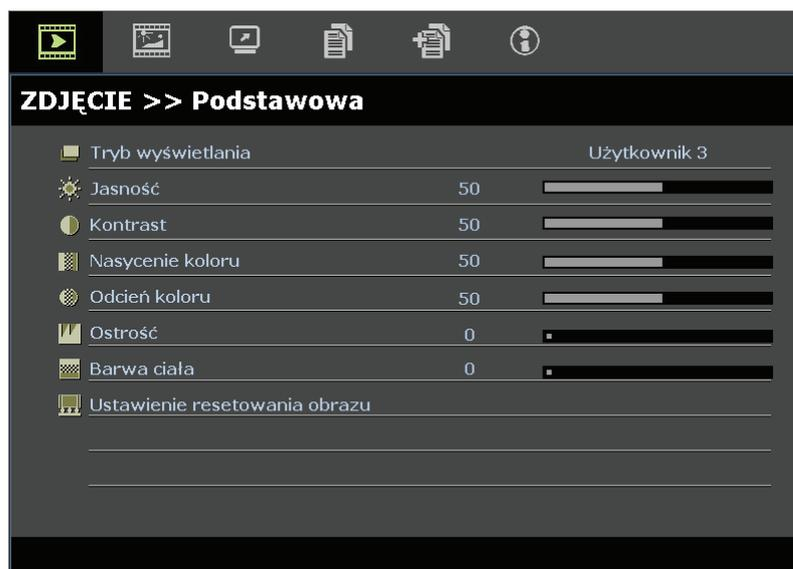 ZDJĘCIE >> Podstawowa
Tryb wyświetlania Użytkownik 3
Jasność 50
Kontrast 50
Nasycenie koloru 50
Odcień koloru 50
Ostrość 0
Barwa ciała 0
Ustawienie resetowania obrazu